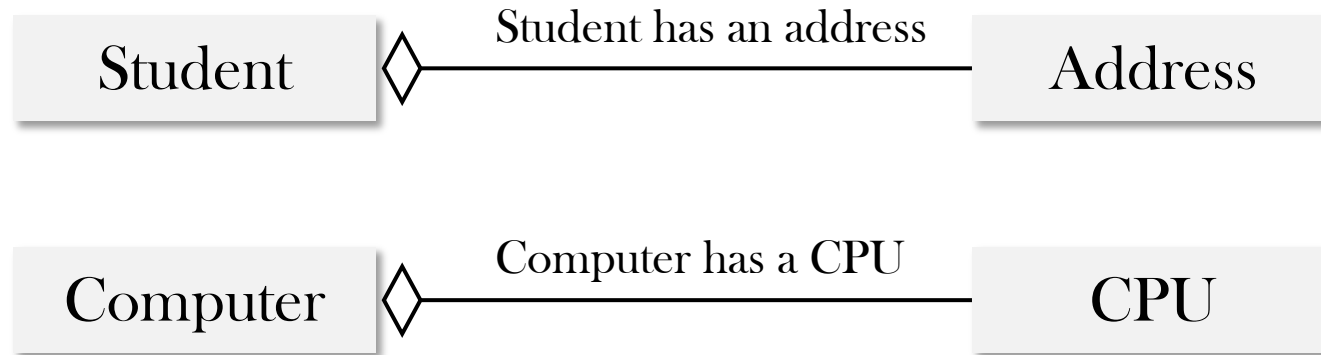 Student has an address
Student
Address
Computer has a CPU
Computer
CPU